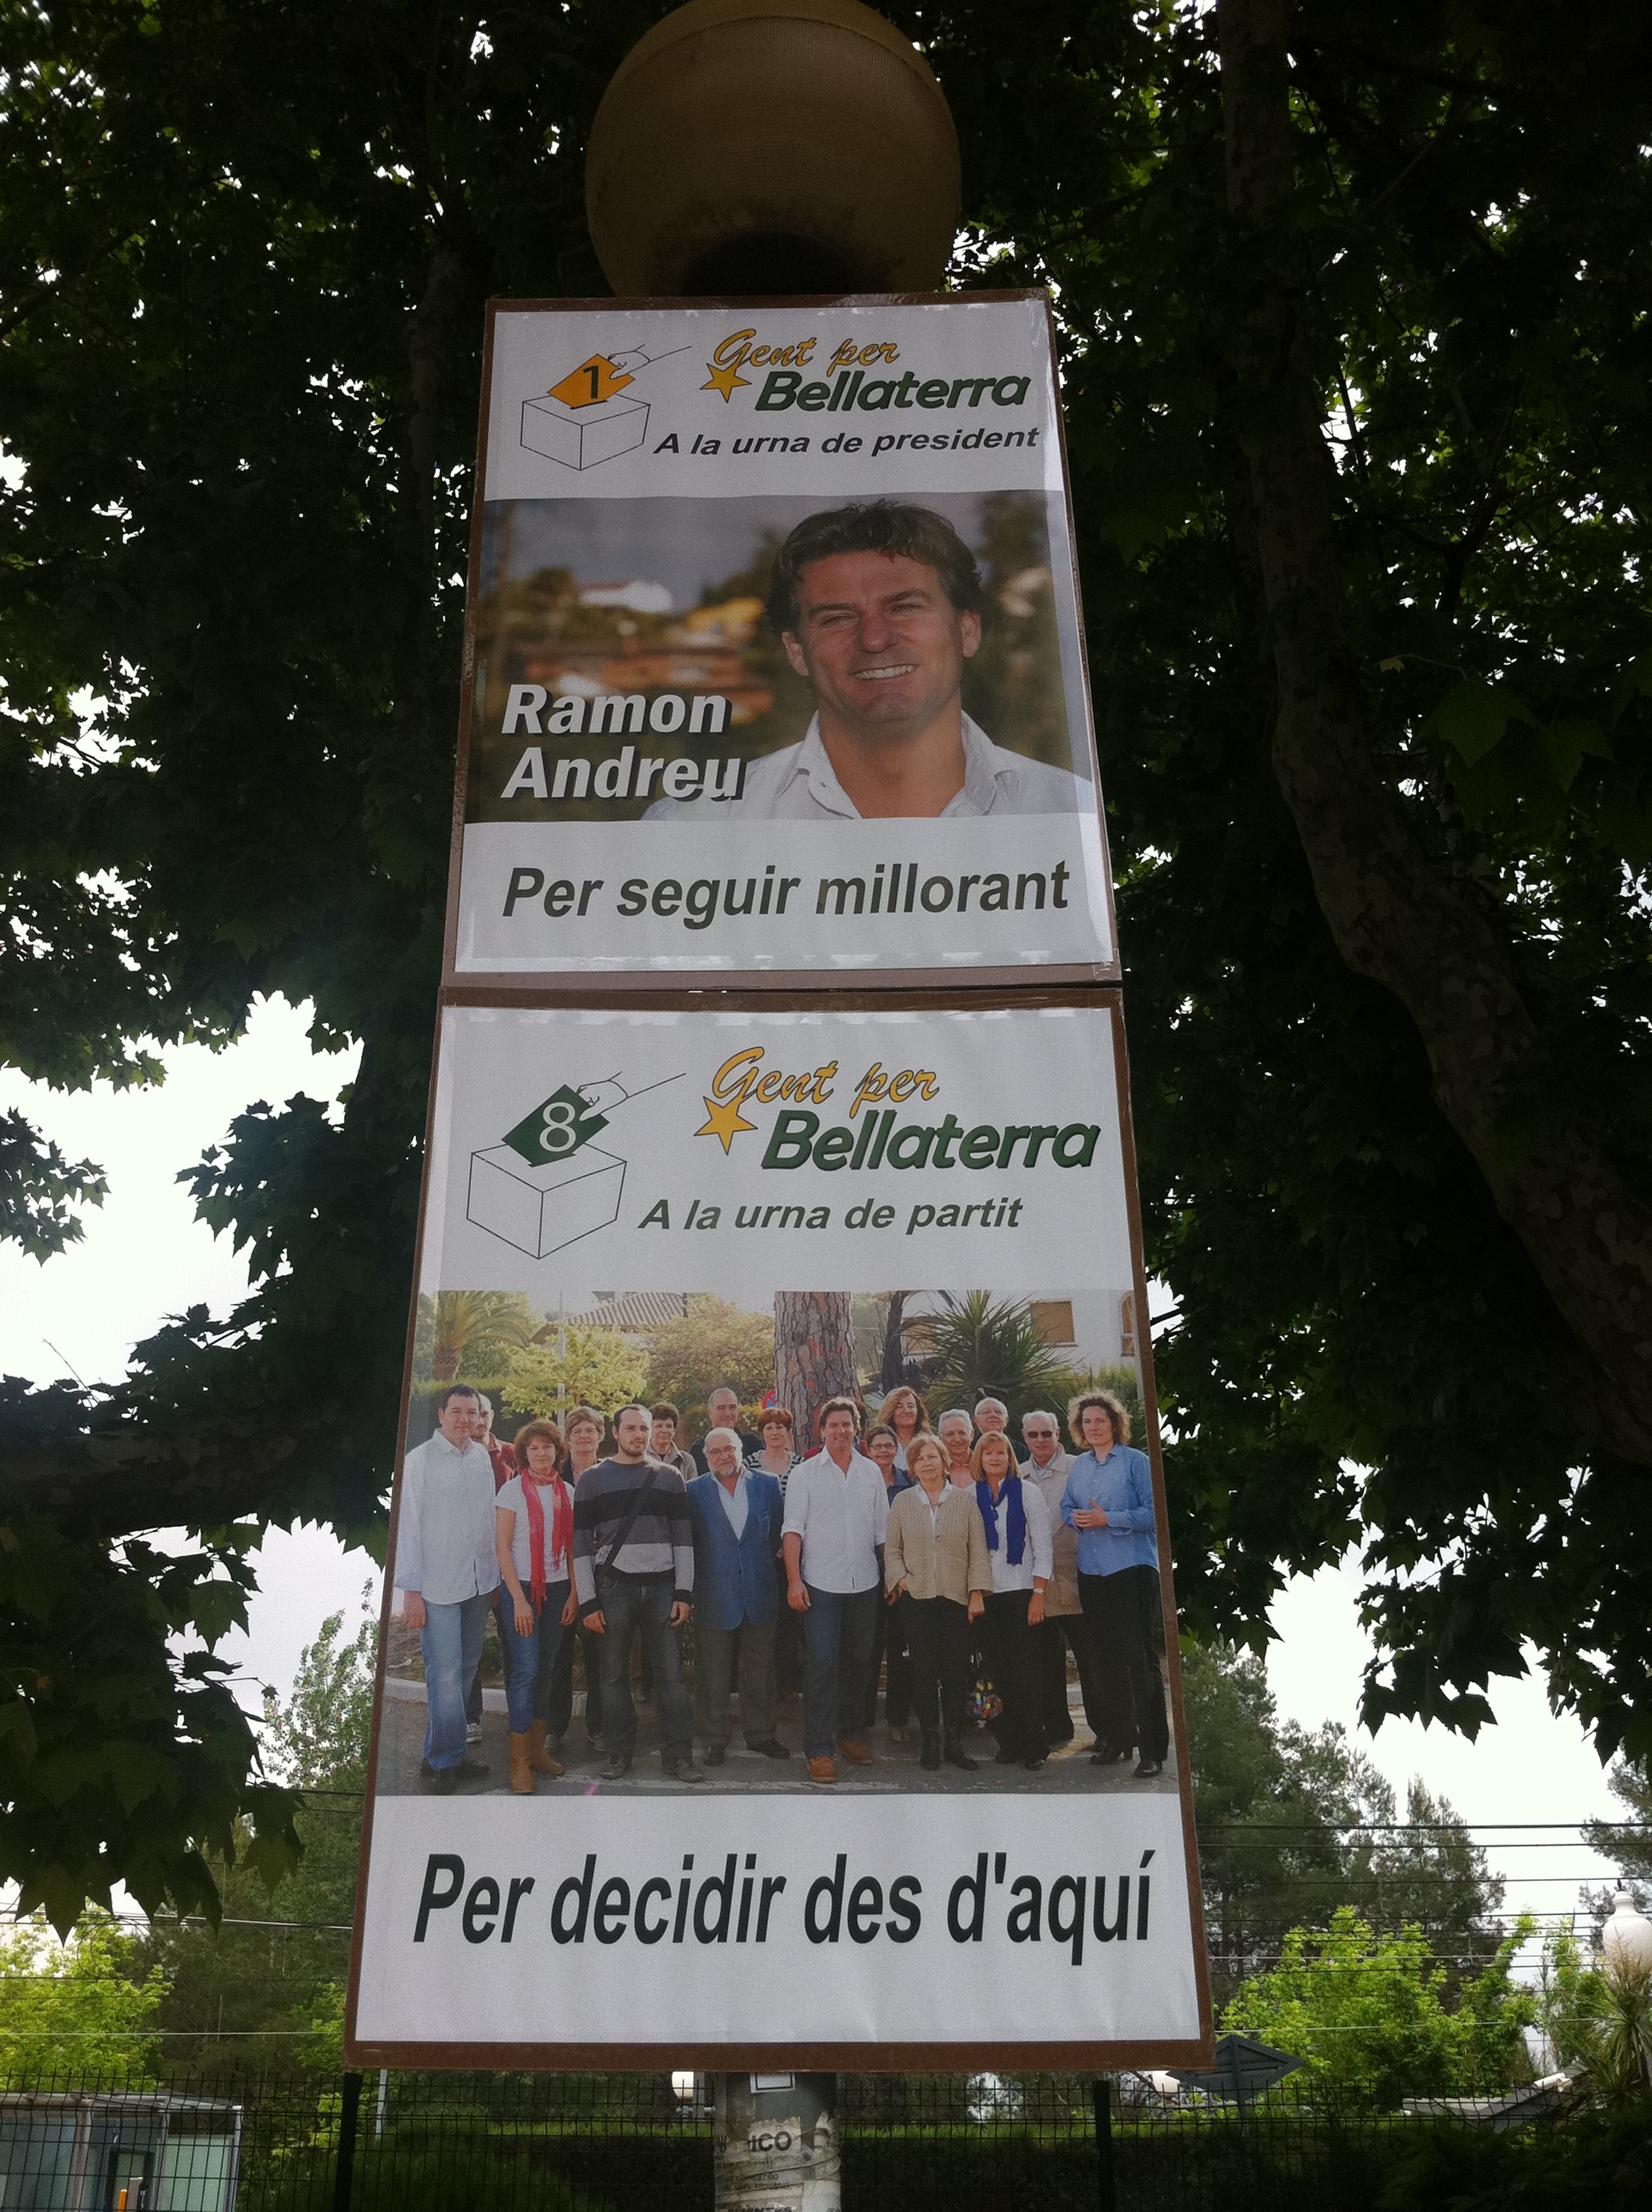 1
Gent per
Bellaterra
A la urna de president
Ramon
Andreu
Per seguir millorant
8
Gent per
Bellaterra
A la urna de partit
Per decidir des d'aquí